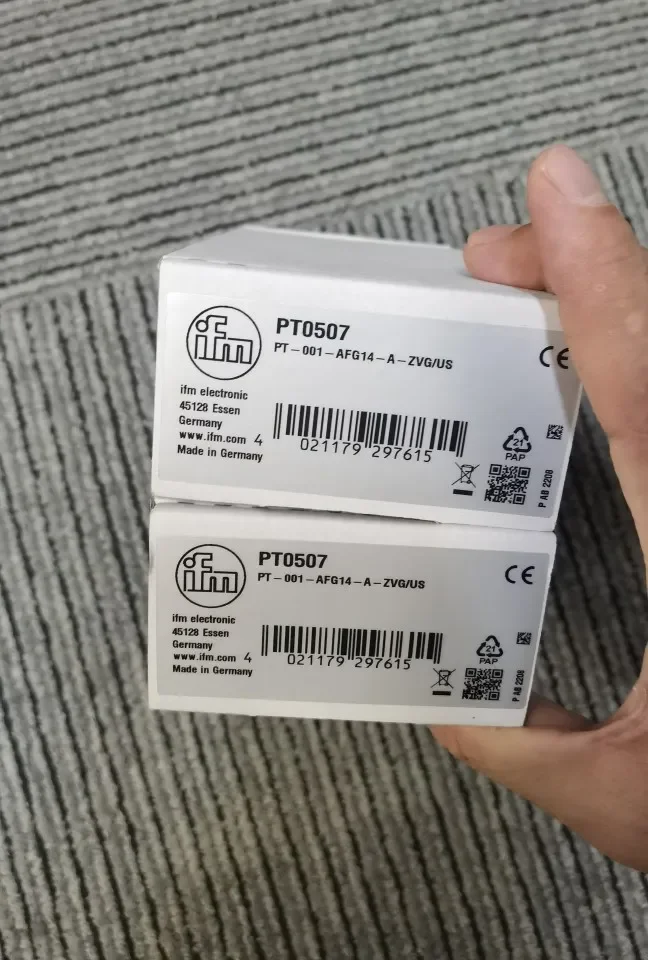 ifm
PT0507
PT-001-AFG14-A-ZVG/US
CE
ifm electronic
45128 Essen
Germany
www.ifm.com
Made in Germany
4 021179 297615
21
PAP
P AB 2208
ifm
PT0507
PT-001-AFG14-A-ZVG/US
CE
ifm electronic
45128 Essen
Germany
www.ifm.com
Made in Germany
4 021179 297615
21
PAP
P AB 2208